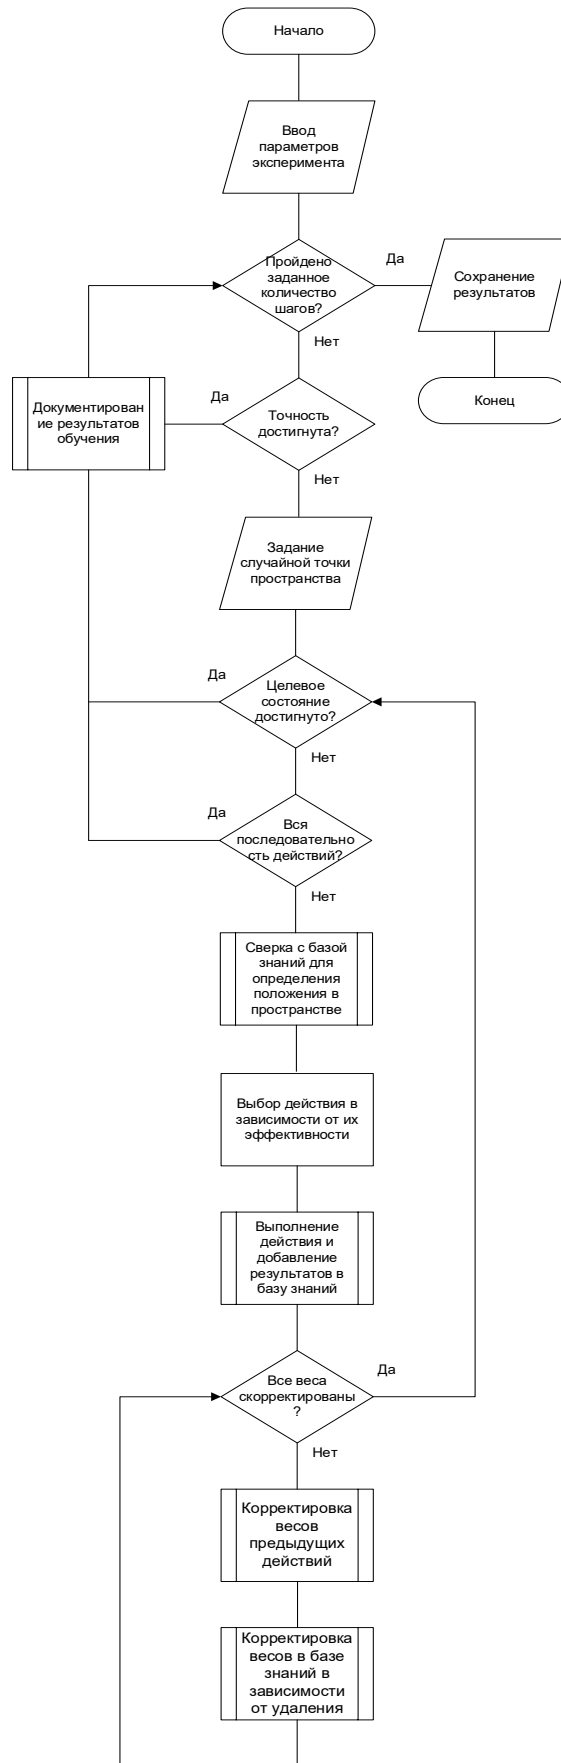 Начало
Ввод
параметров
эксперимента
Пройдено
заданное
количество
шагов?
Да
Сохранение
результатов
Нет
Конец
Да
Документирован
ие результатов
обучения
Точность
достигнута?
Нет
Задание
случайной точки
пространства
Да
Целевое
состояние
достигнуто?
Нет
Да
Вся
последовательно
сть действий?
Нет
Сверка с базой
знаний для
определения
положения в
пространстве
Выбор действия в
зависимости от их
эффективности
Выполнение
действия и
добавление
результатов в
базу знаний
Да
Все веса
скорректированы
?
Нет
Корректировка
весов
предыдущих
действий
Корректировка
весов в базе
знаний в
зависимости
от удаления